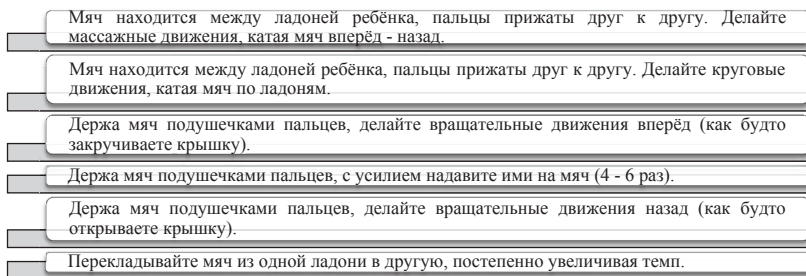 Мяч находится между ладоней ребёнка, пальцы прижаты друг к другу. Делайте
массажные движения, катая мяч вперёд - назад.
Мяч находится между ладоней ребёнка, пальцы прижаты друг к другу. Делайте круговые
движения, катая мяч по ладоням.
Держа мяч подушечками пальцев, делайте вращательные движения вперёд (как будто
закручиваете крышку).
Держа мяч подушечками пальцев, с усилием надавите ими на мяч (4 - 6 раз).
Держа мяч подушечками пальцев, делайте вращательные движения назад (как будто
открываете крышку).
Перекладывайте мяч из одной ладони в другую, постепенно увеличивая темп.